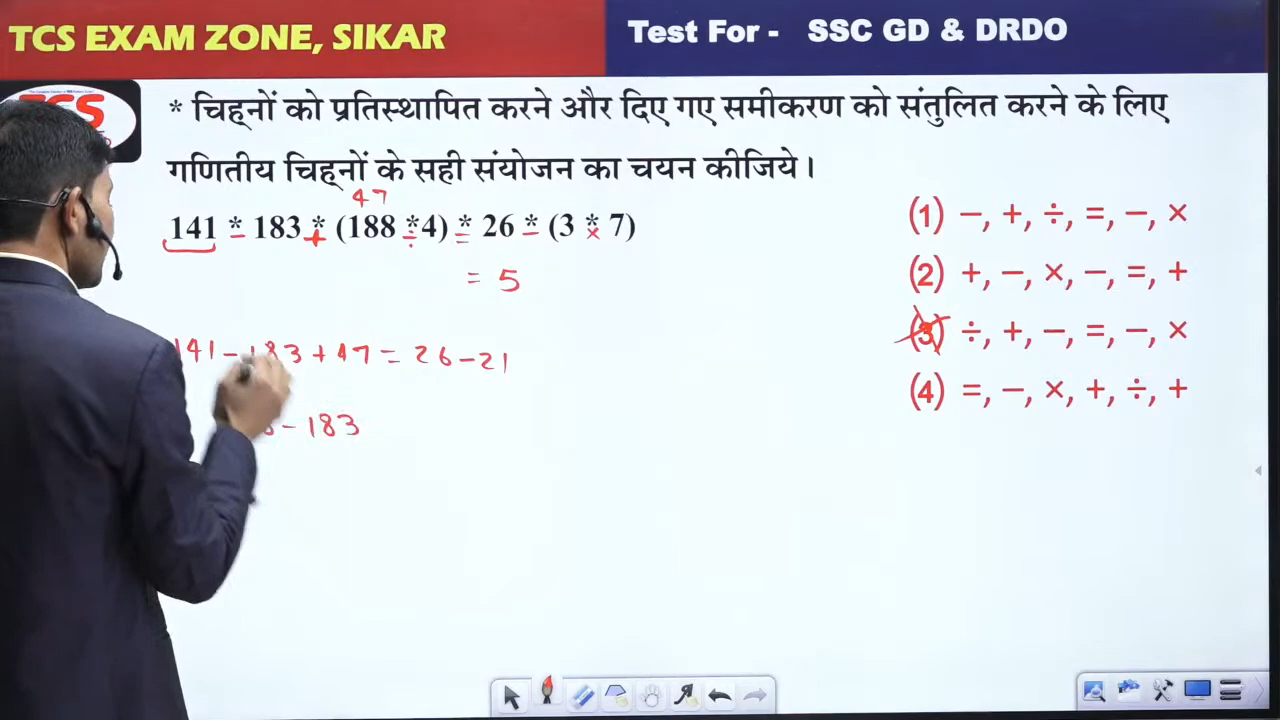 TCS EXAM ZONE, SIKAR
Test For - SSC GD & DRDO
TCS
* चिह्नों को प्रतिस्थापित करने और दिए गए समीकरण को संतुलित करने के लिए
गणितीय चिह्नों के सही संयोजन का चयन कीजिये।
47
141 * 183 * (188 * 4) * 26 * (3 * 7)
- + ÷ = - ×
= 5
141 - 183 + 47 = 26 - 21
- 183
(1) −, +, ÷, =, −, ×
(2) +, −, ×, −, =, +
(3) ÷, +, −, =, −, ×
(4) =, −, ×, +, ÷, +